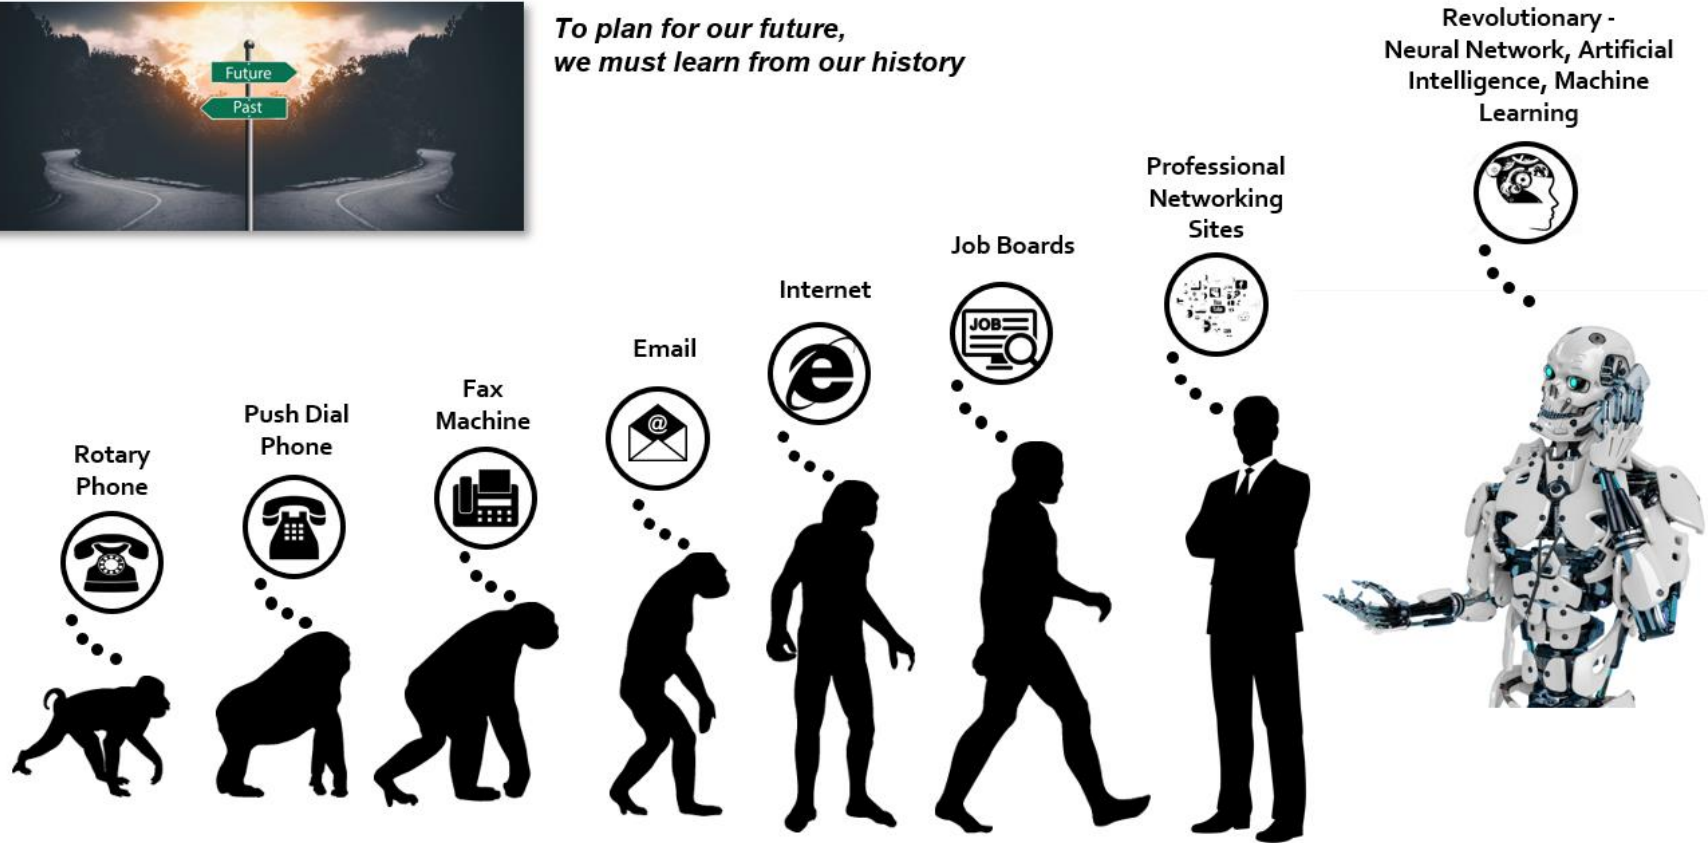 Future
Past
To plan for our future,
we must learn from our history
Rotary
Phone
Push Dial
Phone
Fax
Machine
Email
@
Internet
Job Boards
JOB
Professional
Networking
Sites
Revolutionary -
Neural Network, Artificial
Intelligence, Machine
Learning